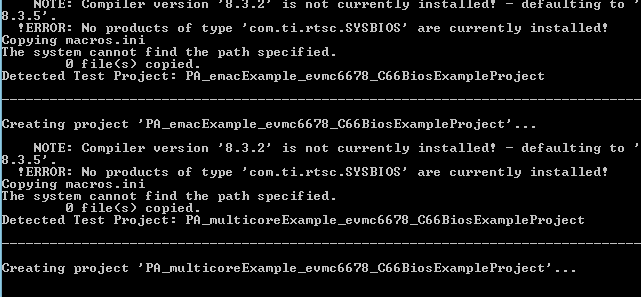 NOTE: Compiler version '8.3.2' is not currently installed! - defaulting to '
8.3.5'.
!ERROR: No products of type 'com.ti.rtsc.SYSBIOS' are currently installed!
Copying macros.ini
The system cannot find the path specified.
0 file(s) copied.
Detected Test Project: PA_emacExample_evmc6678_C66BiosExampleProject
--------------------------------------------------------------------------------
Creating project 'PA_emacExample_evmc6678_C66BiosExampleProject'...
NOTE: Compiler version '8.3.2' is not currently installed! - defaulting to '
8.3.5'.
!ERROR: No products of type 'com.ti.rtsc.SYSBIOS' are currently installed!
Copying macros.ini
The system cannot find the path specified.
0 file(s) copied.
Detected Test Project: PA_multicoreExample_evmc6678_C66BiosExampleProject
--------------------------------------------------------------------------------
Creating project 'PA_multicoreExample_evmc6678_C66BiosExampleProject'...